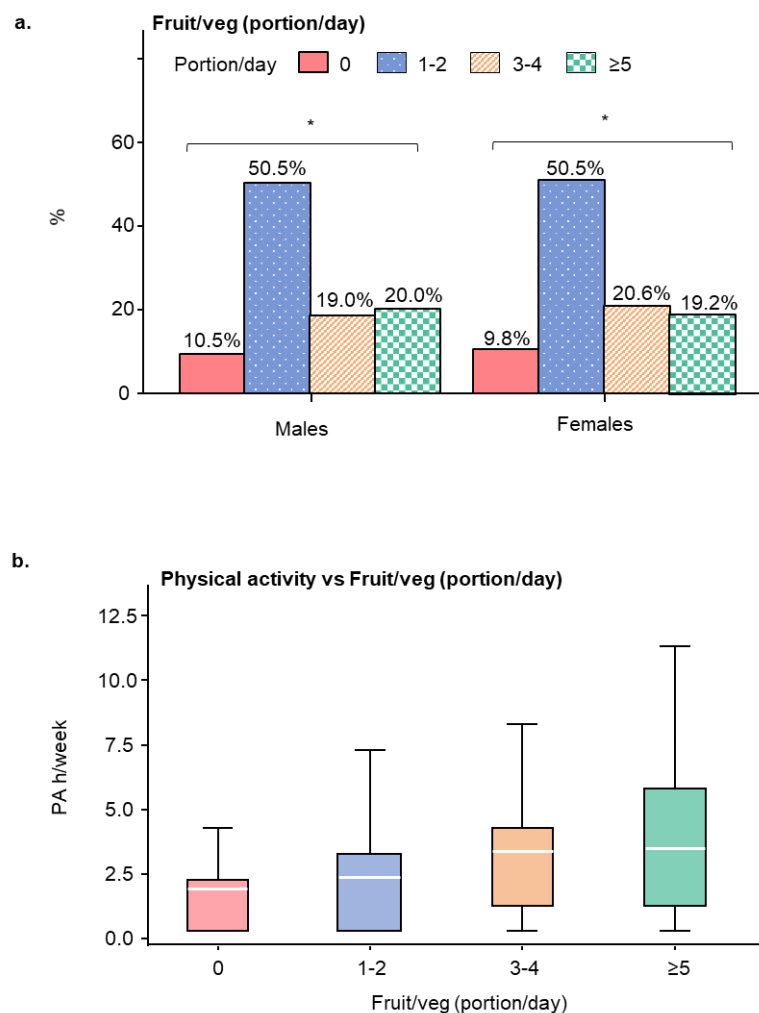 a.
Fruit/veg (portion/day)
Portion/day 0 1-2 3-4 ≥5
* *
60
40
20
0
%
50.5% 50.5%
19.0% 20.0% 20.6% 19.2%
10.5% 9.8%
Males Females
b.
Physical activity vs Fruit/veg (portion/day)
12.5
10.0
7.5
5.0
2.5
0.0
PA h/week
0 1-2 3-4 ≥5
Fruit/veg (portion/day)